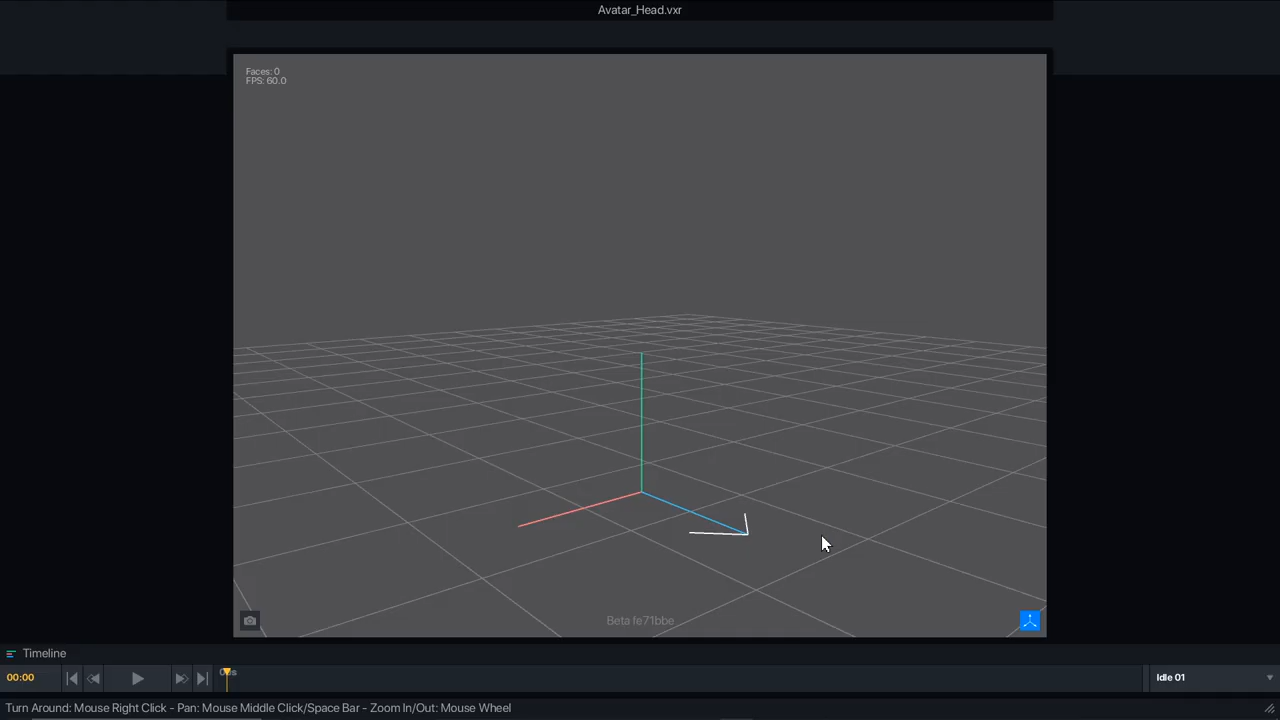 Avatar_Head.vxr
Faces: 0
FPS: 60.0
Beta fe71bbe
Timeline
00:00
Idle 01
Turn Around: Mouse Right Click - Pan: Mouse Middle Click/Space Bar - Zoom In/Out: Mouse Wheel